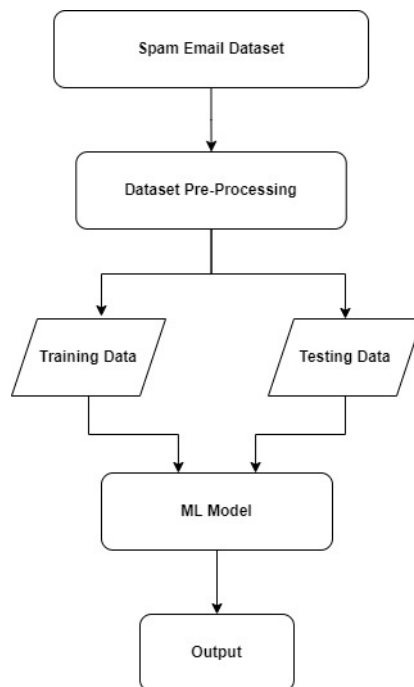 Spam Email Dataset
Dataset Pre-Processing
Training Data
Testing Data
ML Model
Output